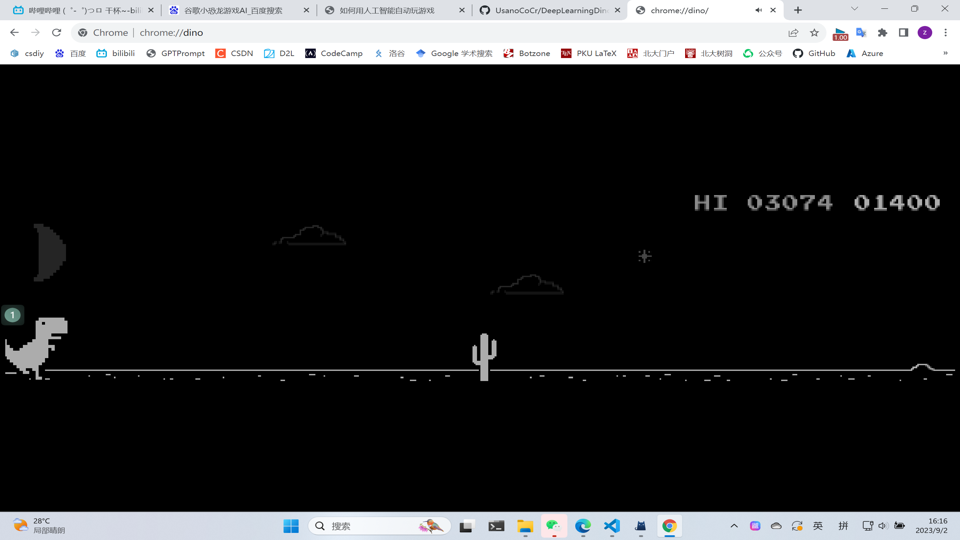 哔哩哔哩 (゜-゜)つロ 干杯~-bili
谷歌小恐龙游戏AI_百度搜索
如何用人工智能自动玩游戏
UsanoCoCr/DeepLearningDin
chrome://dino/
Chrome
chrome://dino
1.00
z
csdiy
百度
bilibili
GPTPrompt
CSDN
D2L
CodeCamp
洛谷
Google 学术搜索
Botzone
PKU LaTeX
北大门户
北大树洞
公众号
GitHub
Azure
»
HI 03074 01400
1
28°C
局部晴朗
搜索
英
拼
16:16
2023/9/2